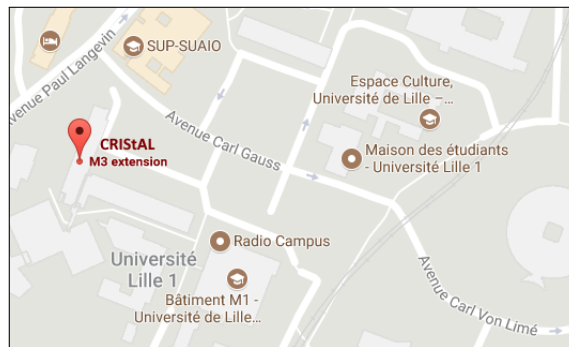 SUP-SUAIO
Avenue Paul Langevin
Espace Culture,
Université de Lille –...
CRIStAL
M3 extension
Avenue Carl Gauss
Maison des étudiants
- Université Lille 1
Radio Campus
Université
Lille 1
Bâtiment M1 -
Université de Lille...
Avenue Carl Von Limé